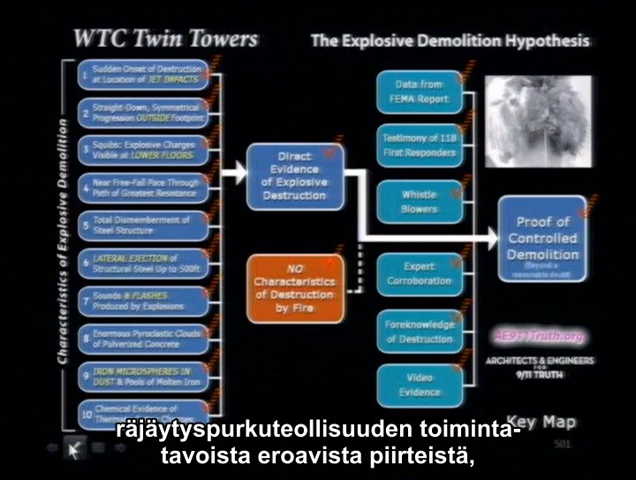 WTC Twin Towers
The Explosive Demolition Hypothesis
Characteristics of Explosive Demolition
1 Sudden Onset of Destruction
at Location of JET IMPACTS
2 Straight-Down, Symmetrical
Progression OUTSIDE Footprint
3 Squibs: Explosive Charges
Visible at LOWER FLOORS
4 Near Free-Fall Pace Through
Path of Greatest Resistance
5 Total Dismemberment of
Steel Structure
6 LATERAL EJECTION of
Structural Steel Up to 500ft
7 Sounds & FLASHES
Produced by Explosions
8 Enormous Pyroclastic Clouds
of Pulverized Concrete
9 IRON MICROSPHERES IN
DUST & Pools of Molten Iron
10 Chemical Evidence of
Direct
Evidence
of Explosive
Destruction
NO
Characteristics
of Destruction
by Fire
Data from
FEMA Report
Testimony of 118
First Responders
Whistle
Blowers
Expert
Corroboration
Foreknowledge
of Destruction
Video
Evidence
Proof of
Controlled
Demolition
(Beyond a
reasonable doubt)
AE911Truth.org
ARCHITECTS & ENGINEERS
FOR
9/11 TRUTH
Key Map
501
räjäytyspurkuteollisuuden toiminta-
tavoista eroavista piirteistä,